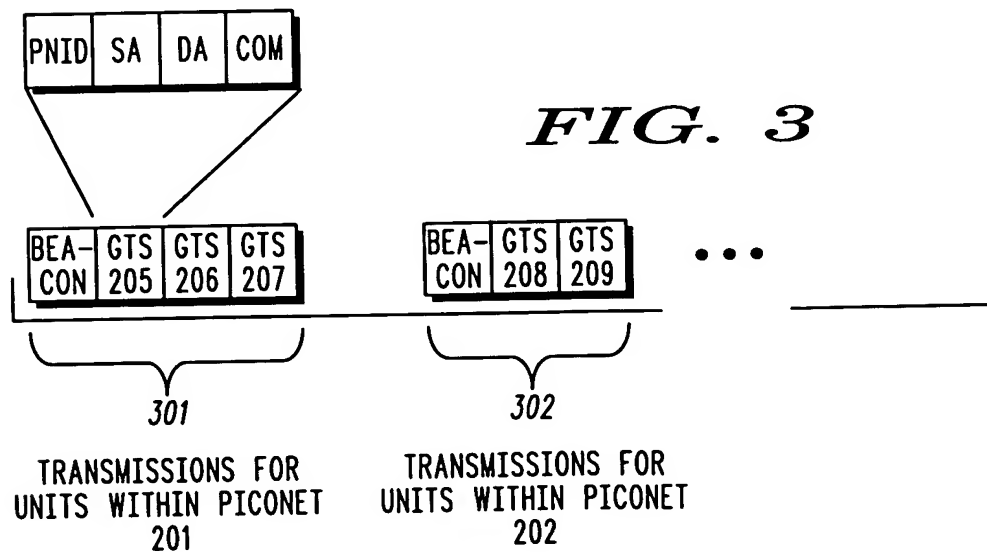 PNID SA DA COM
FIG. 3
BEA-CON GTS 205 GTS 206 GTS 207
BEA-CON GTS 208 GTS 209
...
301
302
TRANSMISSIONS FOR
UNITS WITHIN PICONET
201
TRANSMISSIONS FOR
UNITS WITHIN PICONET
202